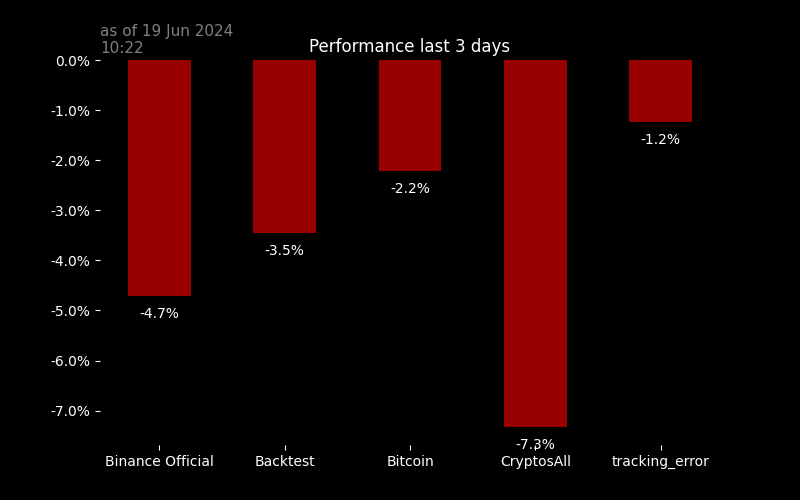 as of 19 Jun 2024
10:22
Performance last 3 days
0.0%
-1.0%
-2.0%
-3.0%
-4.0%
-5.0%
-6.0%
-7.0%
-4.7%
-3.5%
-2.2%
-7.3%
-1.2%
Binance Official
Backtest
Bitcoin
CryptosAll
tracking_error